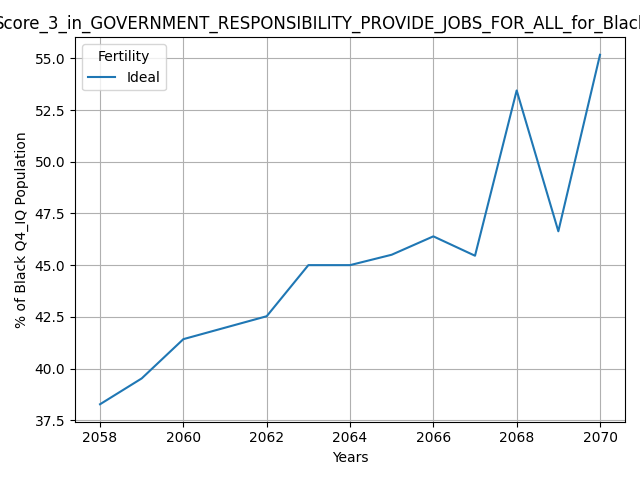 Score_3_in_GOVERNMENT_RESPONSIBILITY_PROVIDE_JOBS_FOR_ALL_for_Black
Fertility
Ideal
55.0
52.5
50.0
47.5
45.0
42.5
40.0
37.5
% of Black Q4_IQ Population
2058 2060 2062 2064 2066 2068 2070
Years